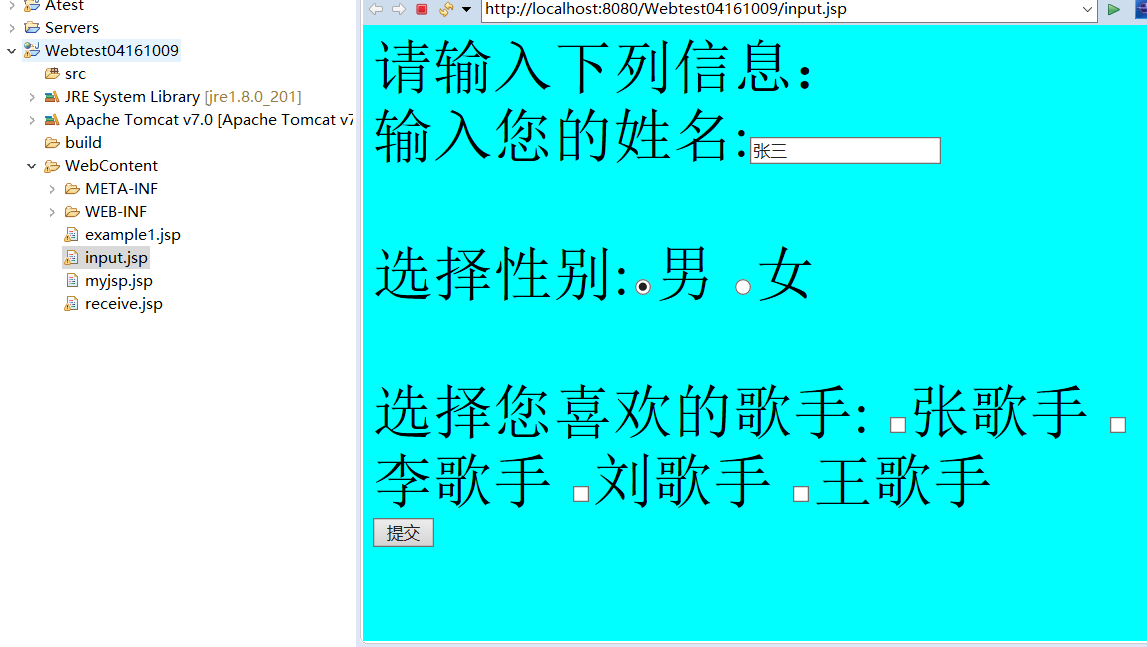 Atest
Servers
Webtest04161009
src
JRE System Library [jre1.8.0_201]
Apache Tomcat v7.0 [Apache Tomcat v7
build
WebContent
META-INF
WEB-INF
example1.jsp
input.jsp
myjsp.jsp
receive.jsp
http://localhost:8080/Webtest04161009/input.jsp
请输入下列信息：
输入您的姓名:张三
选择性别:男 女
选择您喜欢的歌手: 张歌手
李歌手 刘歌手 王歌手
提交